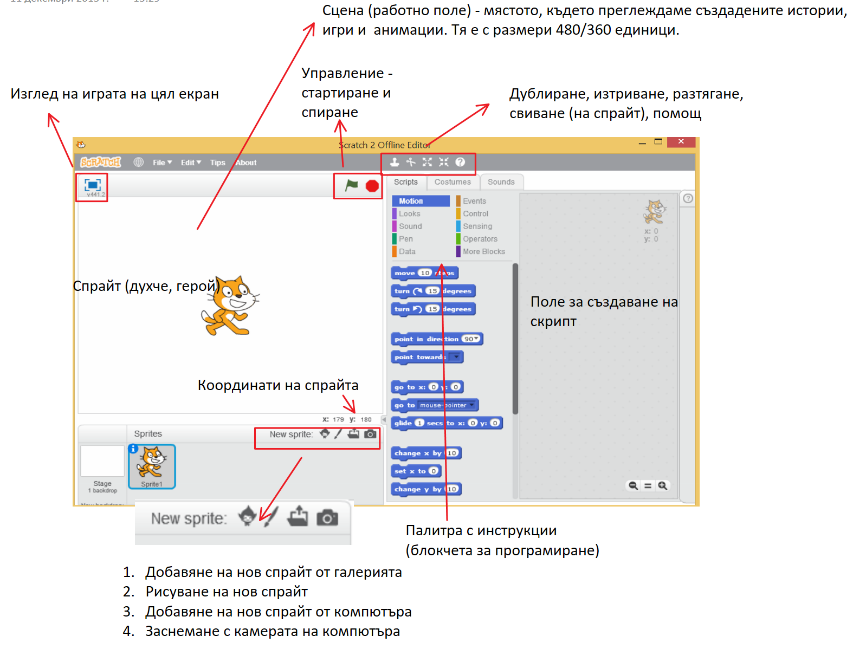 Сцена (работно поле) - мястото, където преглеждаме създадените истории,
игри и анимации. Тя е с размери 480/360 единици.
Управление -
стартиране и
спиране
Изглед на играта на цял екран
Дублиране, изтриване, разтягане,
свиване (на спрайт), помощ
Scratch 2 Offline Editor
SCRATCH File Edit Tips About
v441.2
Scripts Costumes Sounds
Motion Events
Looks Control
Sound Sensing
Pen Operators
Data More Blocks
x: 0
y: 0
move 10 steps
turn 15 degrees
turn 15 degrees
point in direction 90
point towards
go to x: 0 y: 0
go to mouse-pointer
glide 1 secs to x: 0 y: 0
change x by 10
set x to 0
change y by 10
Спрайт (духче, герой)
Поле за създаване на
скрипт
Координати на спрайта
x: 179 y: 180
Sprites New sprite:
Stage
1 backdrop
Sprite1
New sprite:
Палитра с инструкции
(блокчета за програмиране)
1. Добавяне на нов спрайт от галерията
2. Рисуване на нов спрайт
3. Добавяне на нов спрайт от компютъра
4. Заснемане с камерата на компютъра